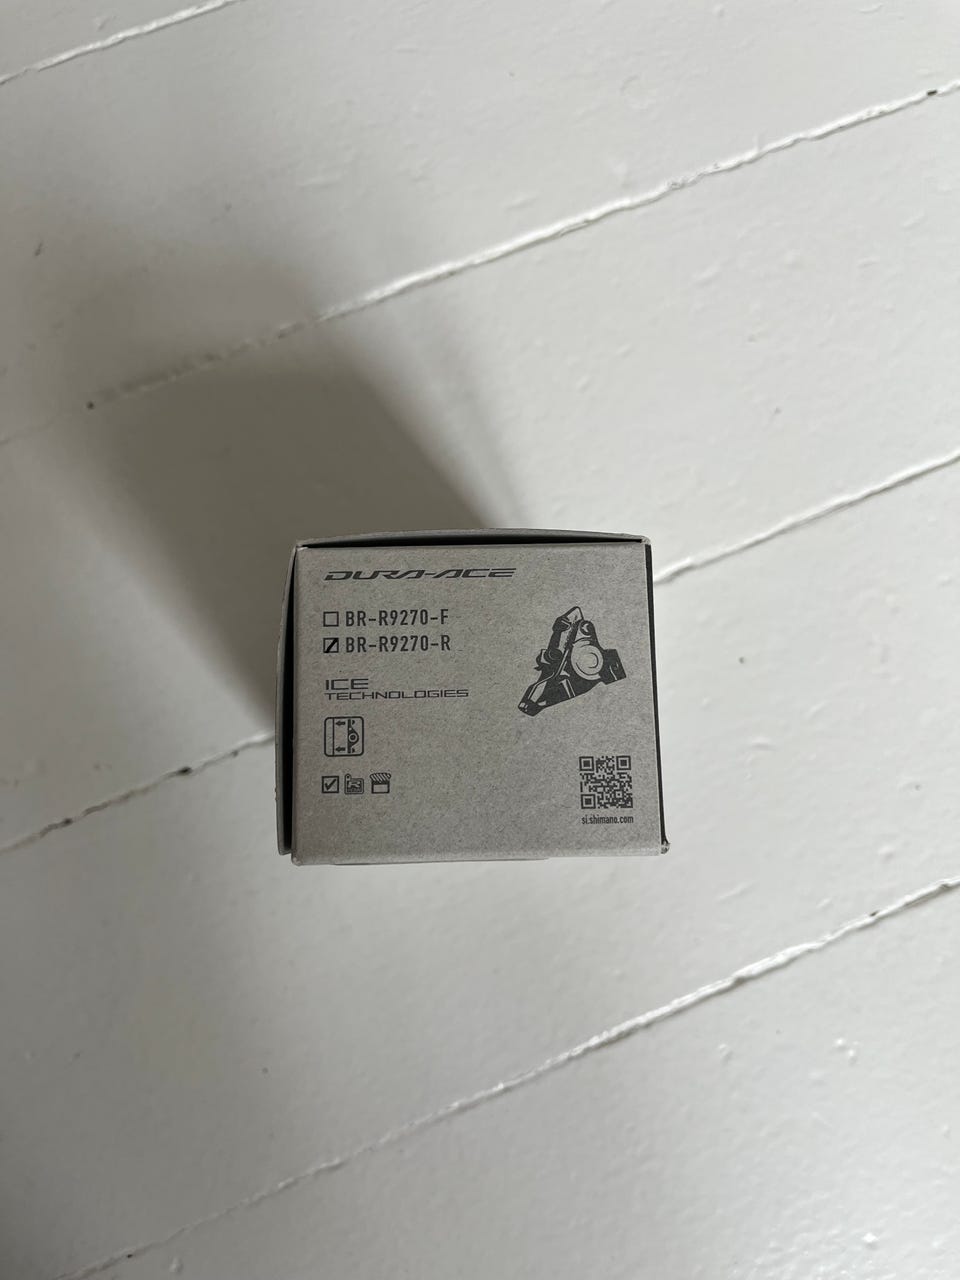 DURA-ACE
BR-R9270-F
BR-R9270-R
ICE
TECHNOLOGIES
si.shimano.com